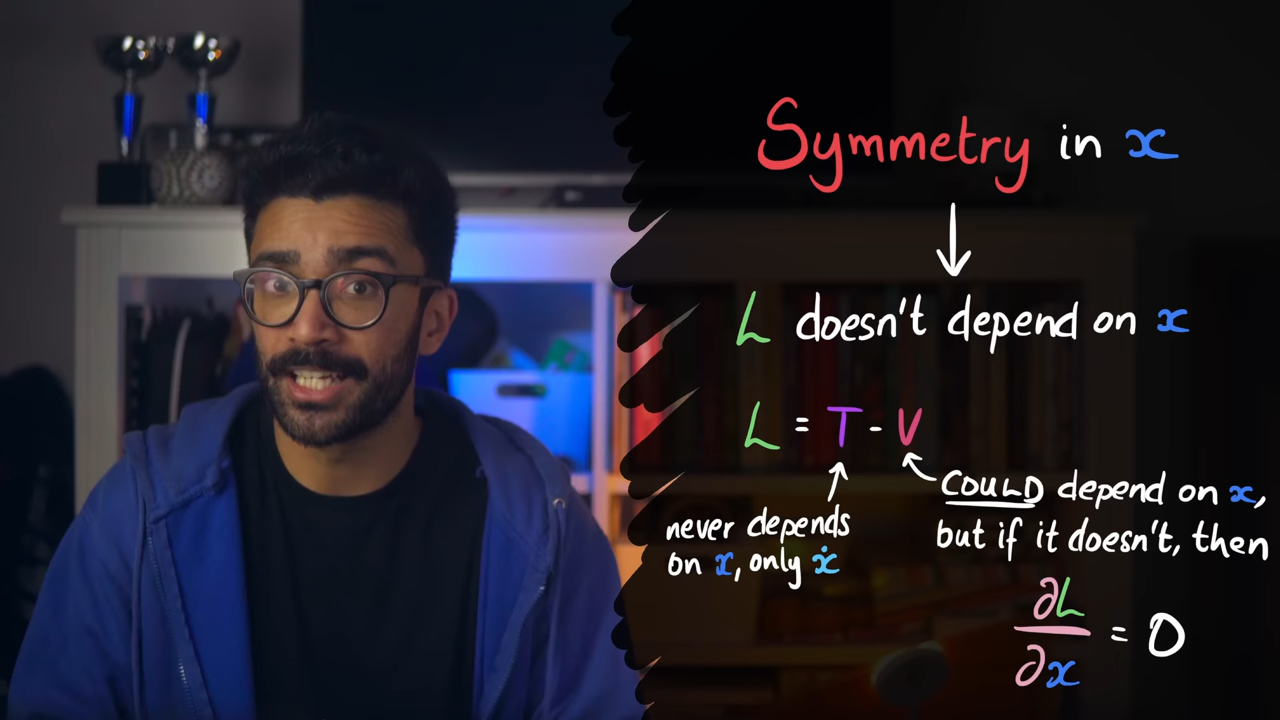 Symmetry in x
↓
L doesn't depend on x
L = T - V
never depends
on x, only ẋ
COULD depend on x,
but if it doesn't, then
∂L/∂x = 0